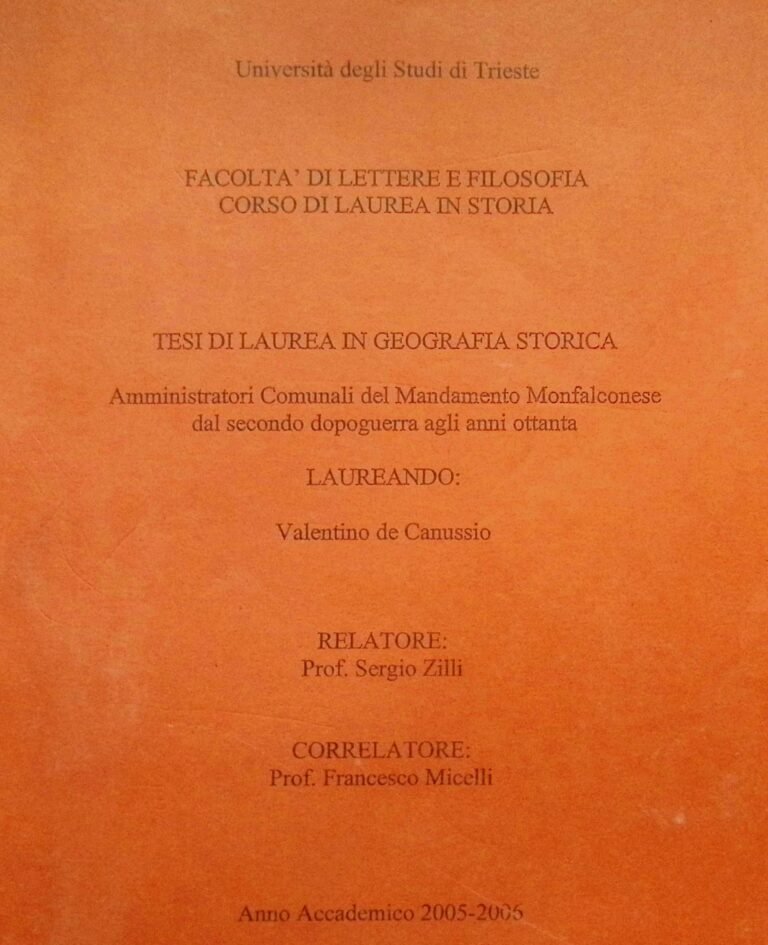 Università degli Studi di Trieste
FACOLTA' DI LETTERE E FILOSOFIA
CORSO DI LAUREA IN STORIA
TESI DI LAUREA IN GEOGRAFIA STORICA
Amministratori Comunali del Mandamento Monfalconese
dal secondo dopoguerra agli anni ottanta
LAUREANDO:
Valentino de Canussio
RELATORE:
Prof. Sergio Zilli
CORRELATORE:
Prof. Francesco Micelli
Anno Accademico 2005-2006